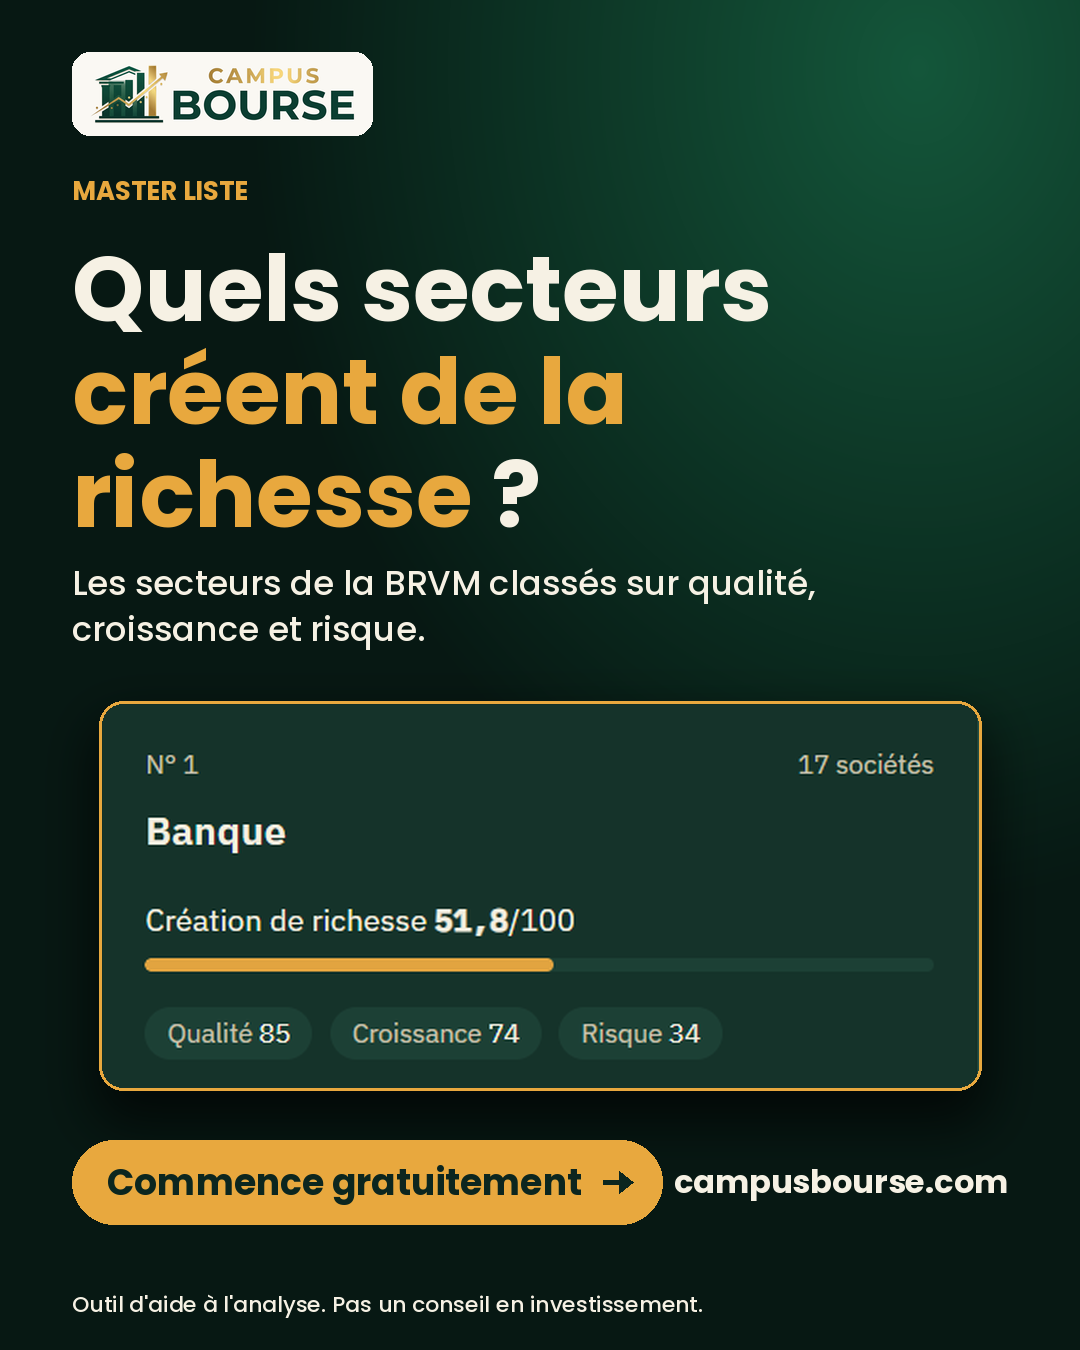 CAMPUS
BOURSE
MASTER LISTE
Quels secteurs
créent de la
richesse ?
Les secteurs de la BRVM classés sur qualité,
croissance et risque.
N° 1 17 sociétés
Banque
Création de richesse 51,8/100
Qualité 85 Croissance 74 Risque 34
Commence gratuitement → campusbourse.com
Outil d'aide à l'analyse. Pas un conseil en investissement.